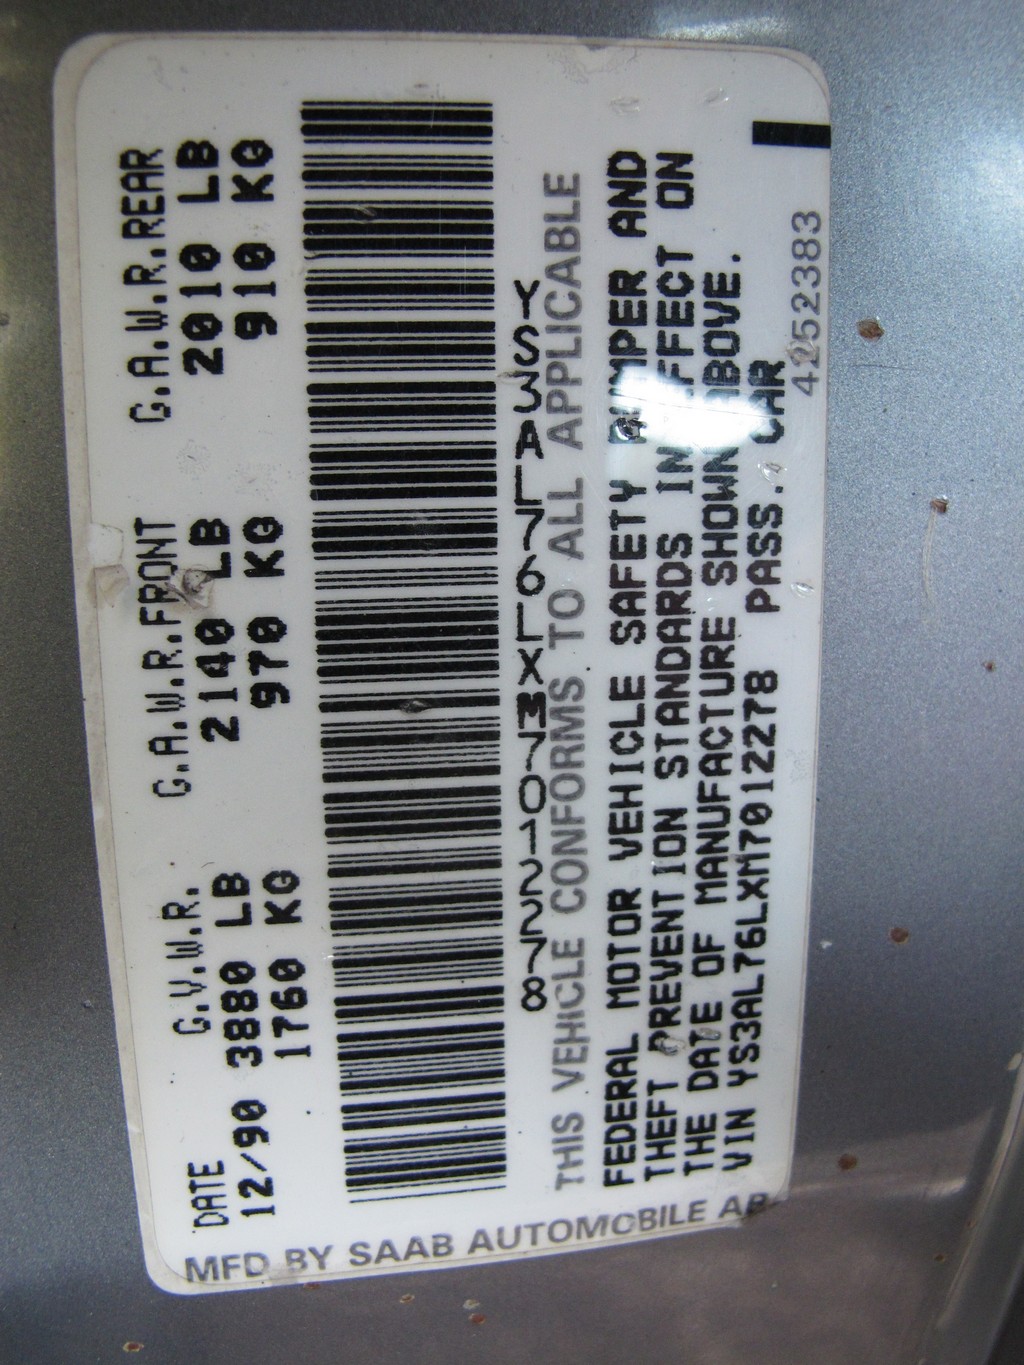 MFD BY SAAB AUTOMOBILE AB
DATE G.V.W.R. G.A.W.R.FRONT G.A.W.R.REAR
12/90 3880 LB 2140 LB 2010 LB
1760 KG 970 KG 910 KG
YS3AL76LXM7012278
THIS VEHICLE CONFORMS TO ALL APPLICABLE
FEDERAL MOTOR VEHICLE SAFETY BUMPER AND
THEFT PREVENTION STANDARDS IN EFFECT ON
THE DATE OF MANUFACTURE SHOWN ABOVE.
VIN YS3AL76LXM7012278 PASS. CAR
4252383